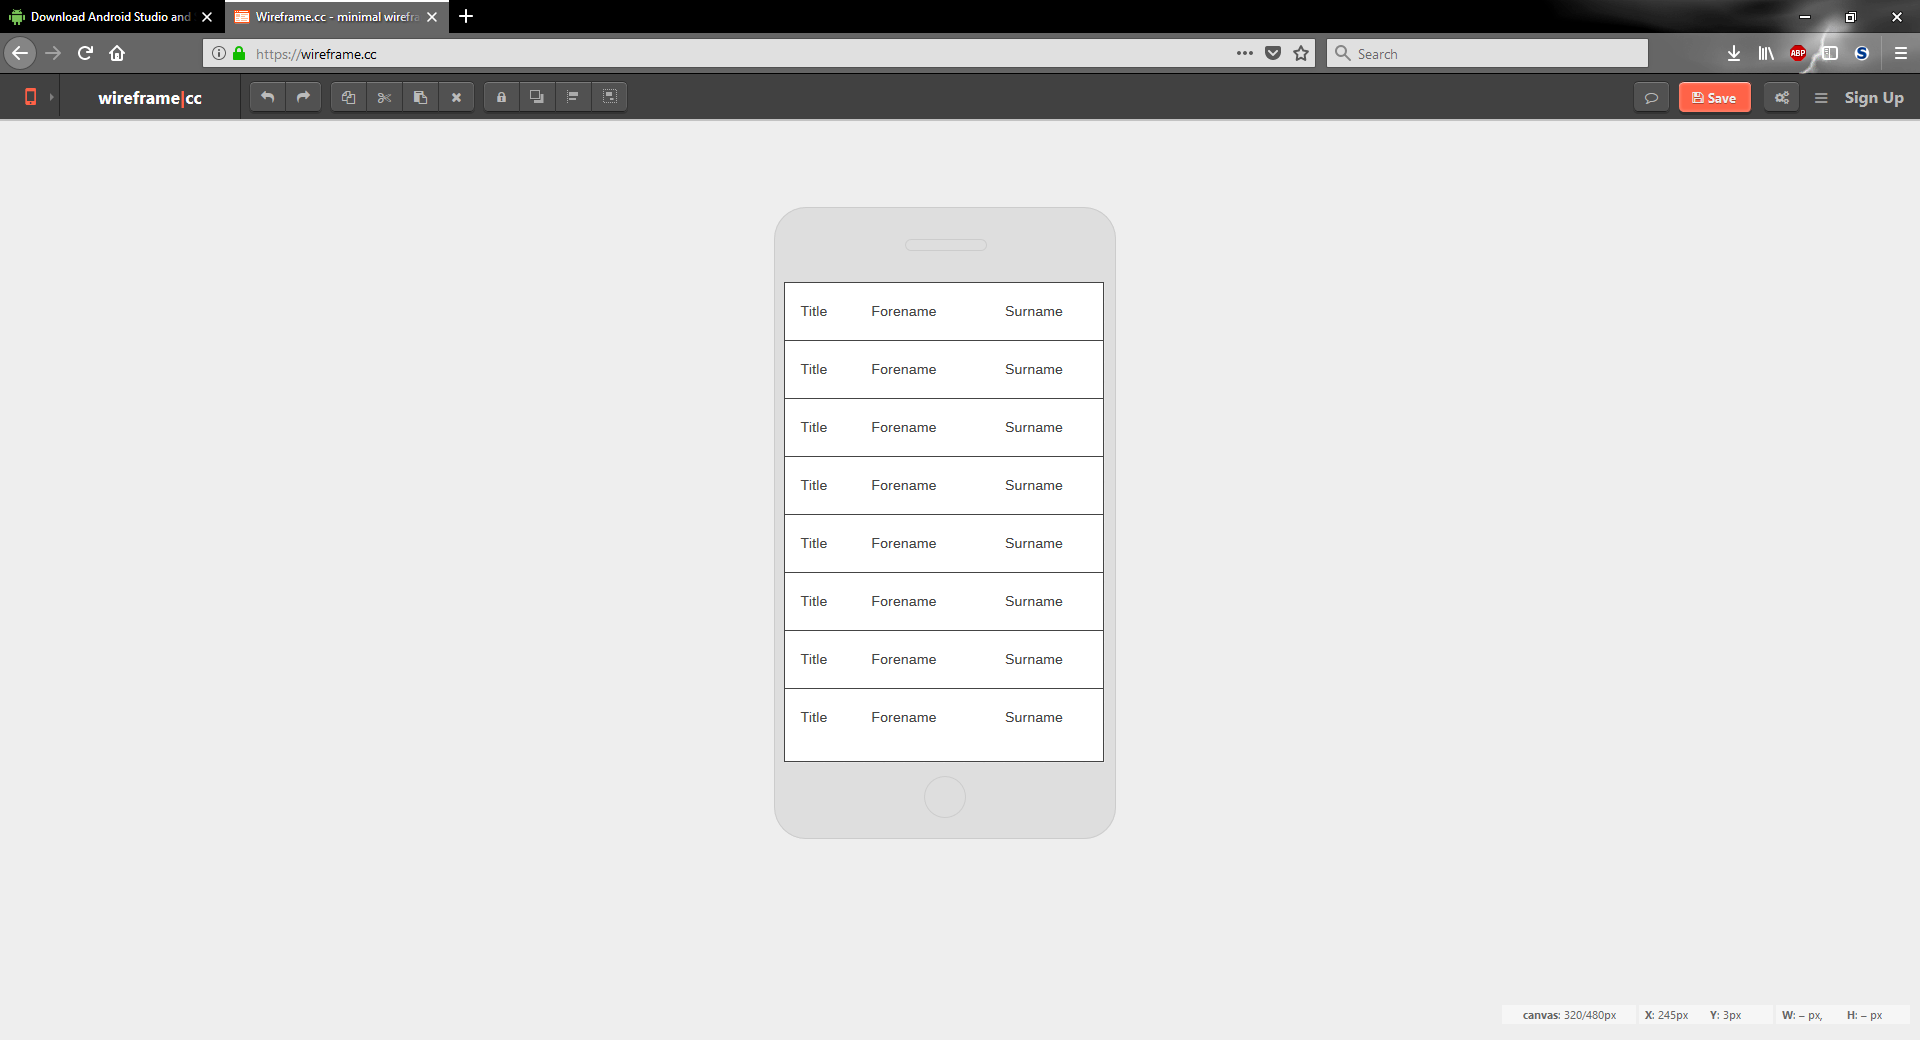 Download Android Studio and
Wireframe.cc - minimal wirefra
https://wireframe.cc
Search
ABP
S
wireframe|cc
Save
Sign Up
Title Forename Surname
Title Forename Surname
Title Forename Surname
Title Forename Surname
Title Forename Surname
Title Forename Surname
Title Forename Surname
Title Forename Surname
canvas: 320/480px X: 245px Y: 3px W: – px, H: – px